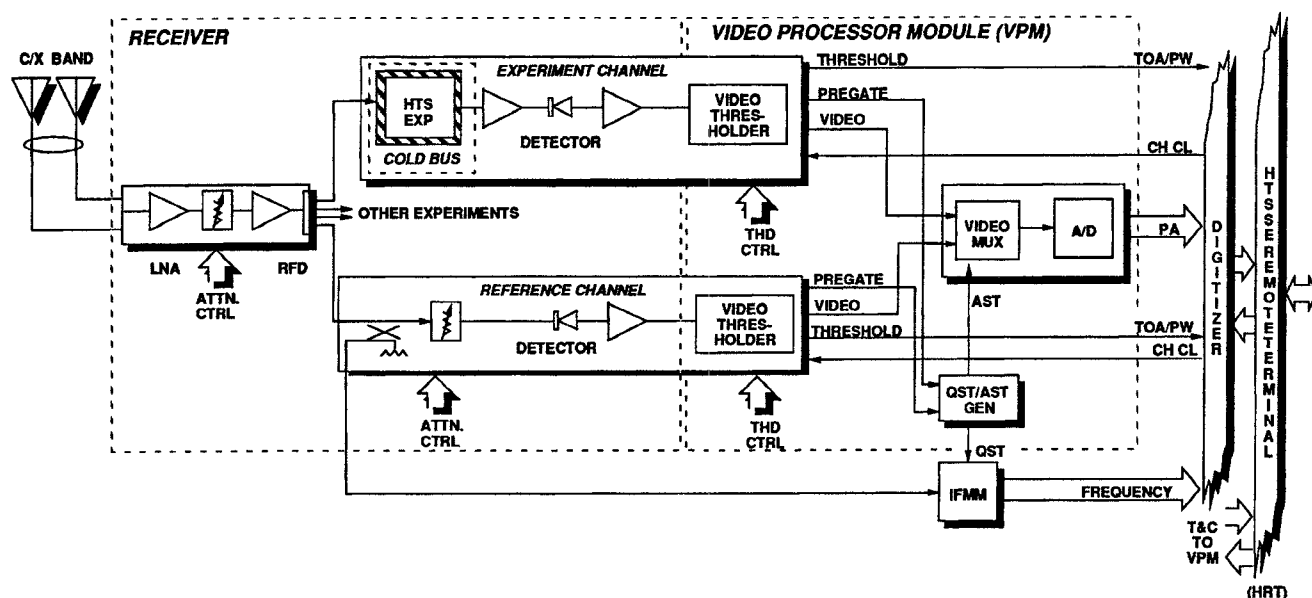 RECEIVER
VIDEO PROCESSOR MODULE (VPM)
C/X BAND
EXPERIMENT CHANNEL
HTS
EXP
COLD BUS
DETECTOR
VIDEO
THRES-
HOLDER
THRESHOLD
TOA/PW
PREGATE
VIDEO
CH CL
LNA
RFD
OTHER EXPERIMENTS
ATTN.
CTRL
THD
CTRL
VIDEO
MUX
A/D
PA
AST
REFERENCE CHANNEL
DETECTOR
VIDEO
THRES-
HOLDER
PREGATE
VIDEO
THRESHOLD
TOA/PW
CH CL
ATTN.
CTRL
THD
CTRL
QST/AST
GEN
QST
IFMM
FREQUENCY
DIGITIZER
HTSSEREMOTETERMINAL
T&C
TO
VPM
(HRT)